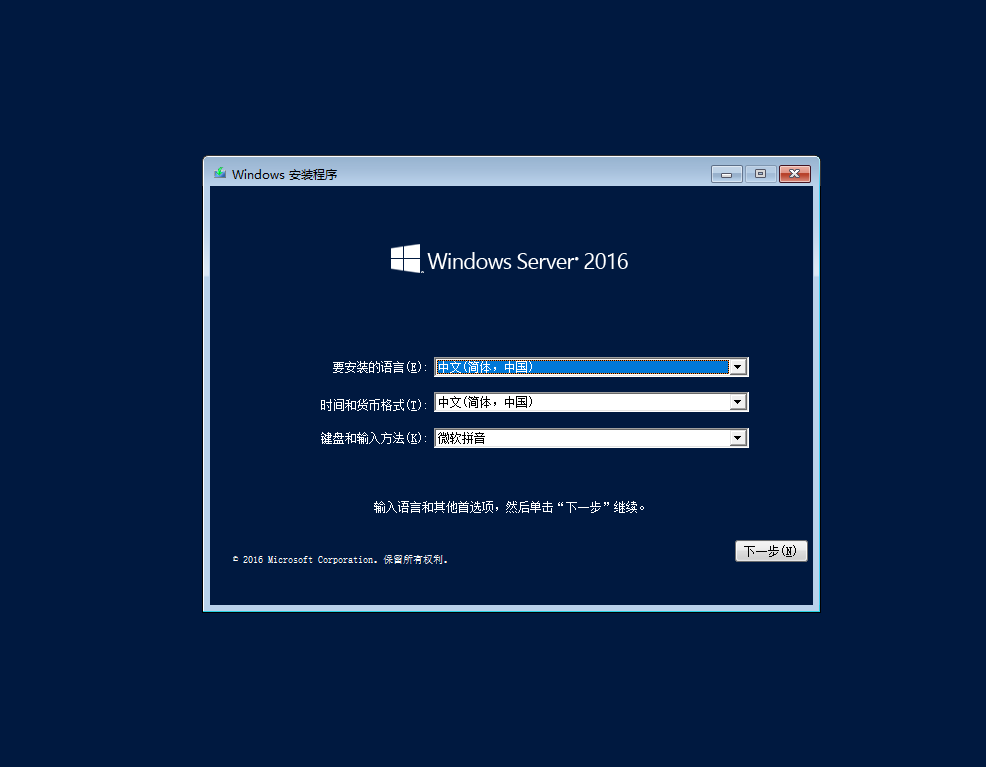 Windows 安装程序
Windows Server 2016
要安装的语言(E): 中文(简体，中国)
时间和货币格式(T): 中文(简体，中国)
键盘和输入方法(K): 微软拼音
输入语言和其他首选项，然后单击“下一步”继续。
下一步(N)
© 2016 Microsoft Corporation。保留所有权利。